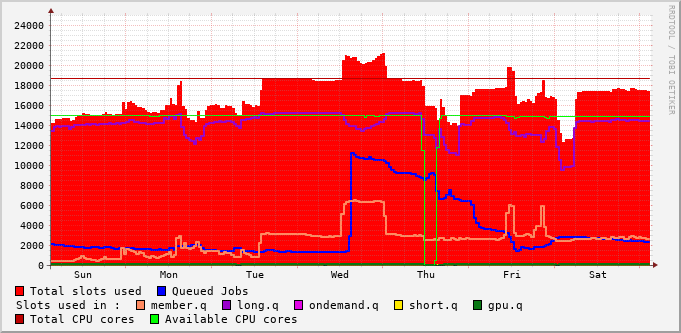 24000
22000
20000
18000
16000
14000
12000
10000
8000
6000
4000
2000
0
Sun Mon Tue Wed Thu Fri Sat
Total slots used Queued Jobs
Slots used in : member.q long.q ondemand.q short.q gpu.q
Total CPU cores Available CPU cores
RRDTOOL / TOBI OETIKER